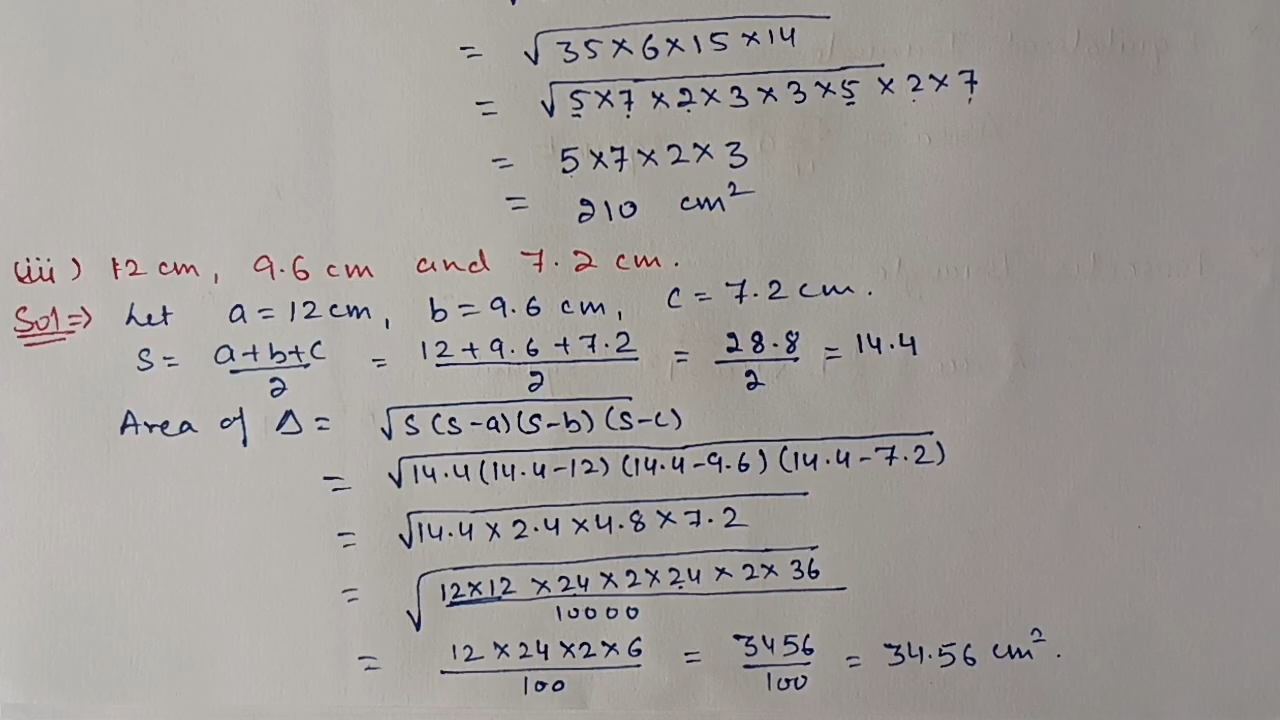 = √35×6×15×14
= √5×7×2×3×3×5×2×7
= 5×7×2×3
= 210 cm²
(iii) 12 cm, 9.6 cm and 7.2 cm.
Sol⇒ Let a=12cm, b=9.6 cm, c=7.2cm.
S= a+b+c/2 = 12+9.6+7.2/2 = 28.8/2 = 14.4
Area of Δ= √S(S-a)(S-b)(S-c)
= √14.4(14.4-12)(14.4-9.6)(14.4-7.2)
= √14.4×2.4×4.8×7.2
= √12×12×24×2×24×2×36/10000
= 12×24×2×6/100 = 3456/100 = 34.56 cm².